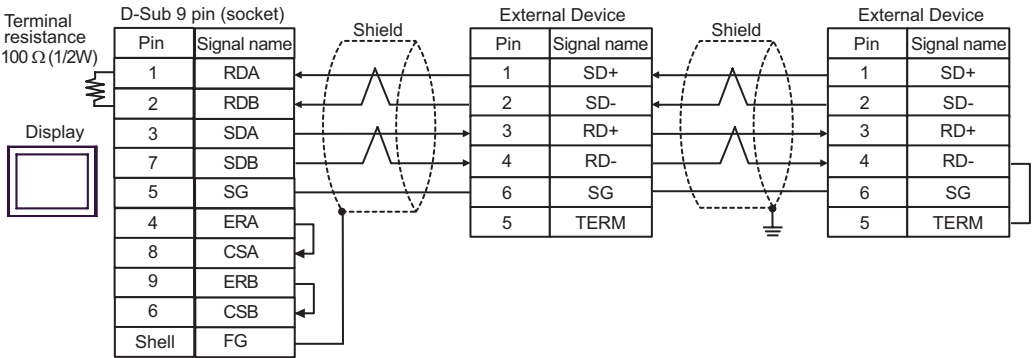 Terminal
resistance
100 Ω (1/2W)
Display
D-Sub 9 pin (socket)
Pin Signal name
1 RDA
2 RDB
3 SDA
7 SDB
5 SG
4 ERA
8 CSA
9 ERB
6 CSB
Shell FG
Shield
External Device
Pin Signal name
1 SD+
2 SD-
3 RD+
4 RD-
6 SG
5 TERM
Shield
External Device
Pin Signal name
1 SD+
2 SD-
3 RD+
4 RD-
6 SG
5 TERM